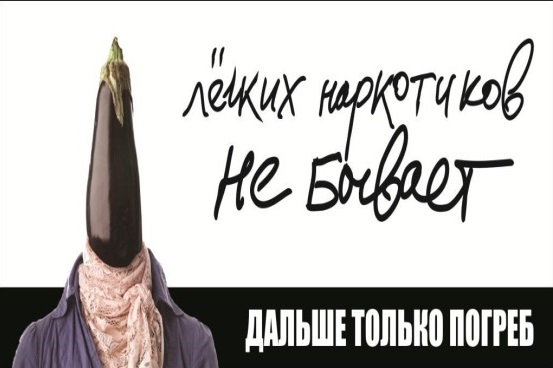 лёгких наркотиков
не бывает
ДАЛЬШЕ ТОЛЬКО ПОГРЕБ